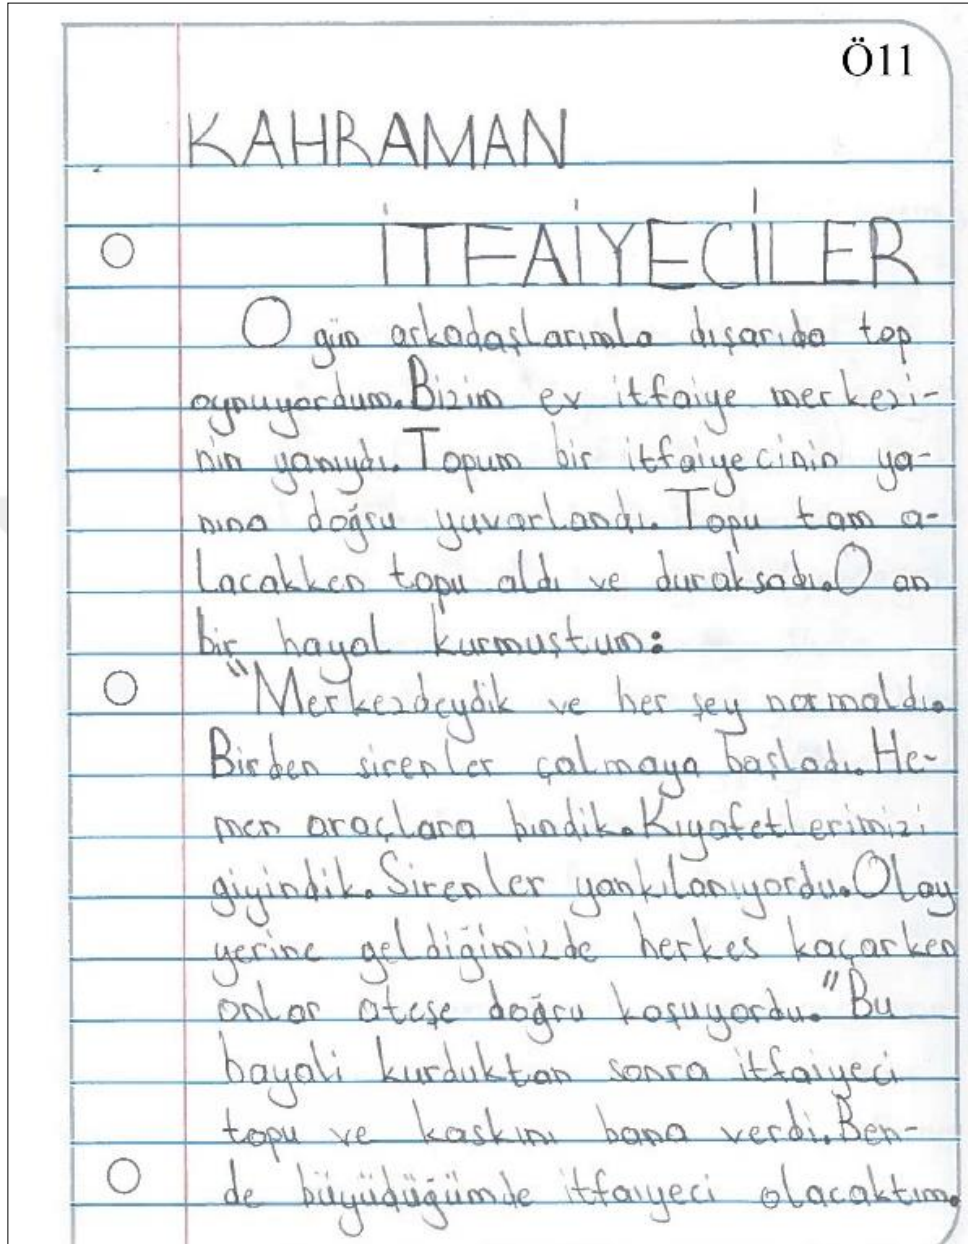 Ö11
KAHRAMAN
İTFAİYECİLER
O gün arkadaşlarımla dışarıda top
oynuyordum. Bizim ev itfaiye merkezi-
nin yanıydı. Topum bir itfaiyecinin ya-
nına doğru yuvarlandı. Topu tam a-
lacakken topu aldı ve duraksadı. O an
bir hayal kurmuştum:
"Merkezdeydik ve her şey normaldi.
Birden sirenler çalmaya başladı. He-
men araçlara bindik. Kıyafetlerimizi
giyindik. Sirenler yankılanıyordu. Olay
yerine geldiğimizde herkes kaçarken
onlar ateşe doğru koşuyordu." Bu
hayali kurduktan sonra itfaiyeci
topu ve kaskını bana verdi. Ben-
de büyüdüğümde itfaiyeci olacaktım.